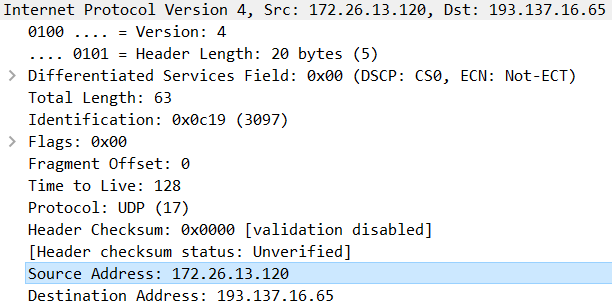 Internet Protocol Version 4, Src: 172.26.13.120, Dst: 193.137.16.65
0100 .... = Version: 4
.... 0101 = Header Length: 20 bytes (5)
Differentiated Services Field: 0x00 (DSCP: CS0, ECN: Not-ECT)
Total Length: 63
Identification: 0x0c19 (3097)
Flags: 0x00
Fragment Offset: 0
Time to Live: 128
Protocol: UDP (17)
Header Checksum: 0x0000 [validation disabled]
[Header checksum status: Unverified]
Source Address: 172.26.13.120
Destination Address: 193.137.16.65